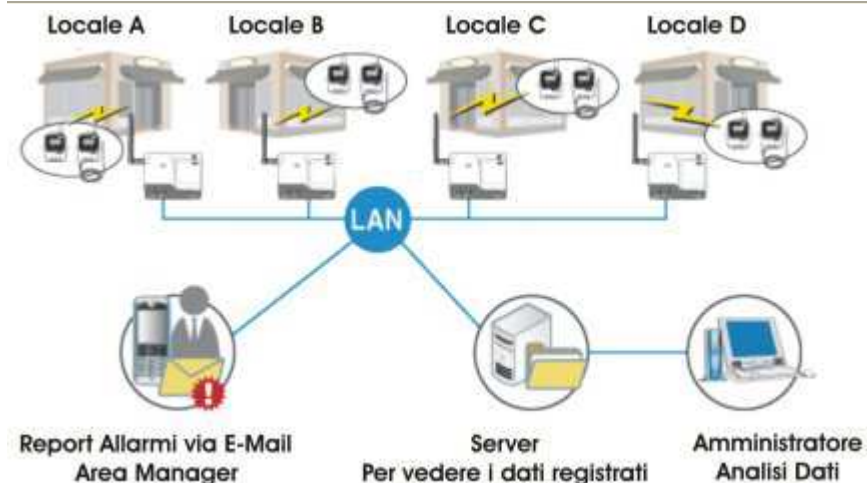 Locale A
Locale B
Locale C
Locale D
LAN
Report Allarmi via E-Mail
Area Manager
Server
Per vedere i dati registrati
Amministratore
Analisi Dati